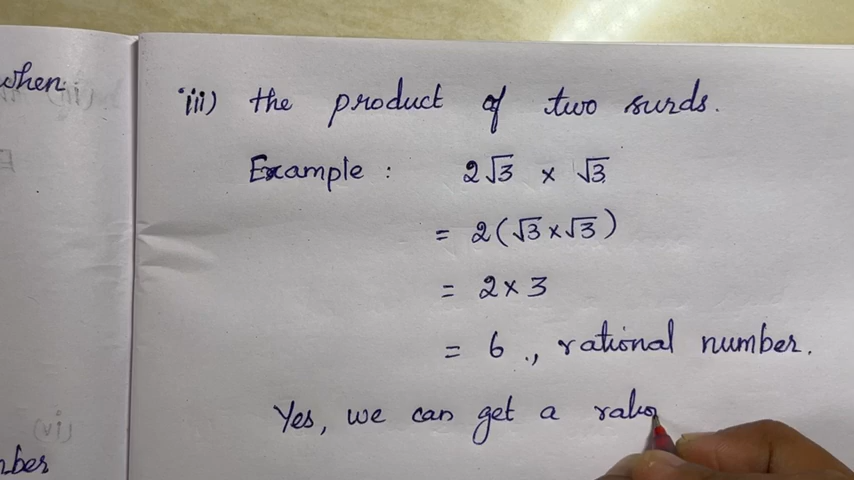 when
iii) the product of two surds.
Example : 2√3 × √3
= 2(√3×√3)
= 2×3
= 6 ., rational number.
Yes, we can get a ratio